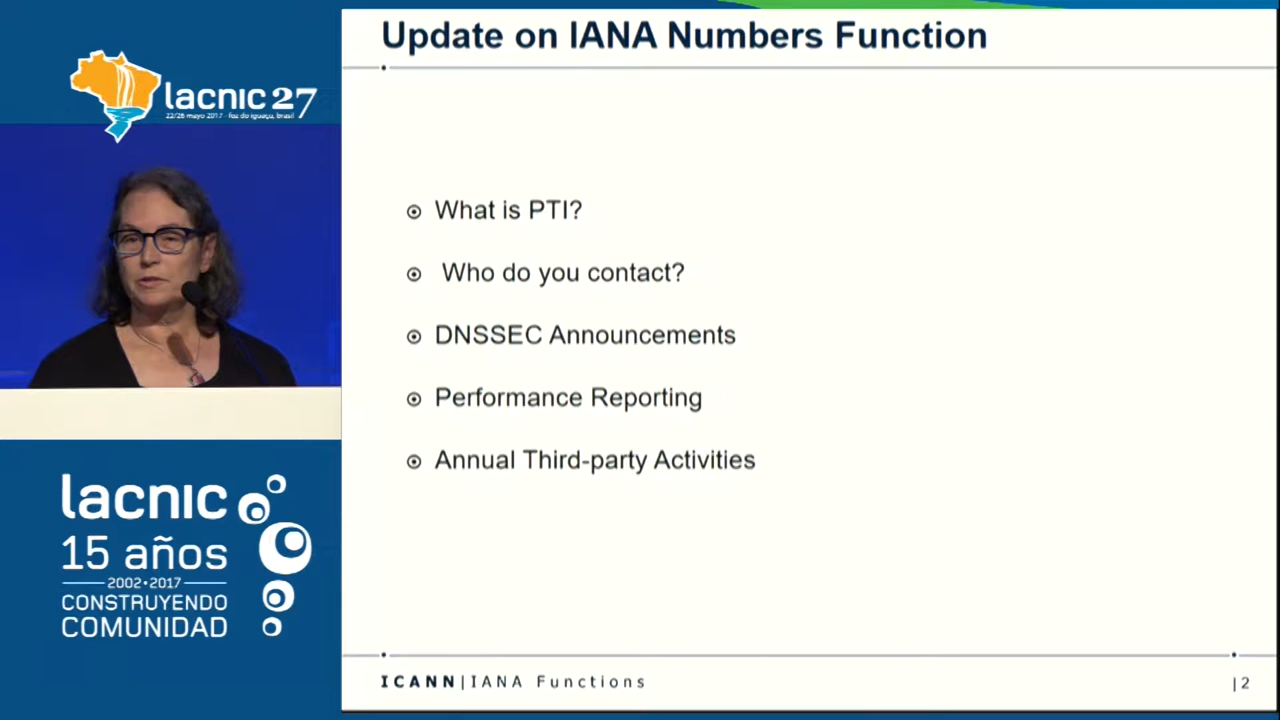 Update on IANA Numbers Function
lacnic 27
22/26 mayo 2017 - foz do iguaçu, brasil
What is PTI?
Who do you contact?
DNSSEC Announcements
Performance Reporting
Annual Third-party Activities
lacnic
15 años
2002•2017
CONSTRUYENDO
COMUNIDAD
ICANN|IANA Functions
|2